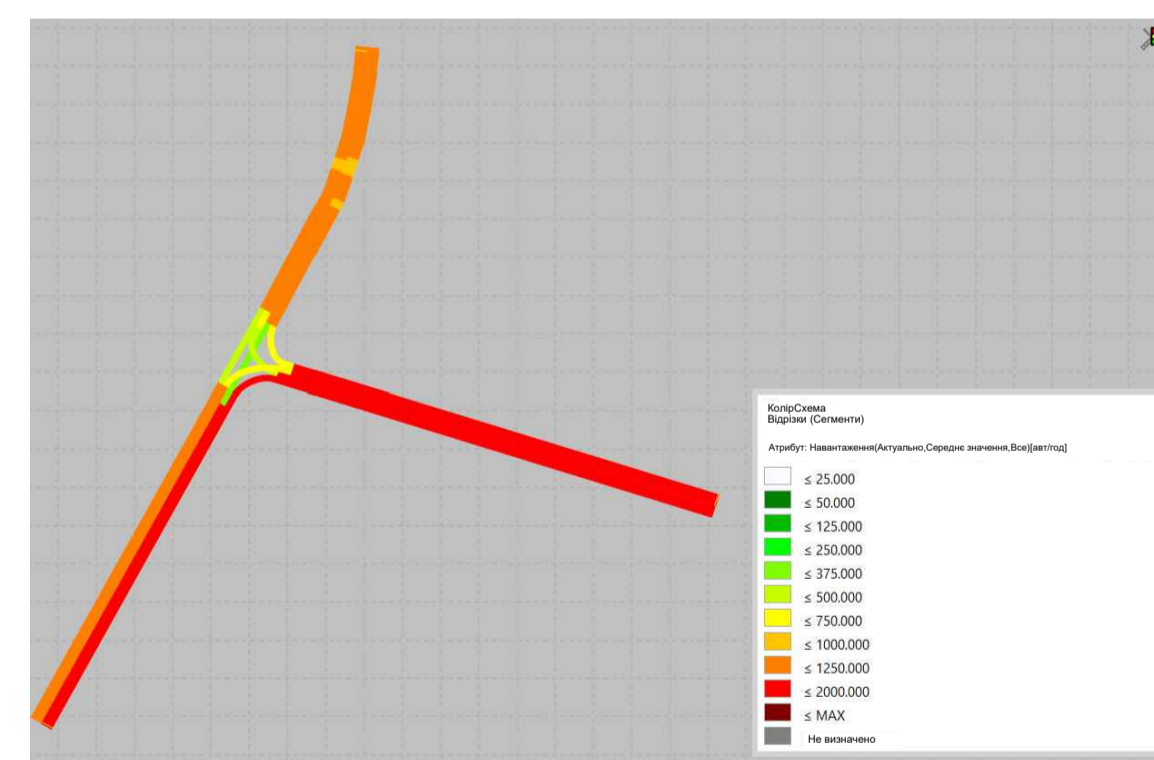 КолірСхема
Відрізки (Сегменти)
Атрибут: Навантаження(Актуально,Середнє значення,Все)[авт/год]
≤ 25.000
≤ 50.000
≤ 125.000
≤ 250.000
≤ 375.000
≤ 500.000
≤ 750.000
≤ 1000.000
≤ 1250.000
≤ 2000.000
≤ MAX
Не визначено